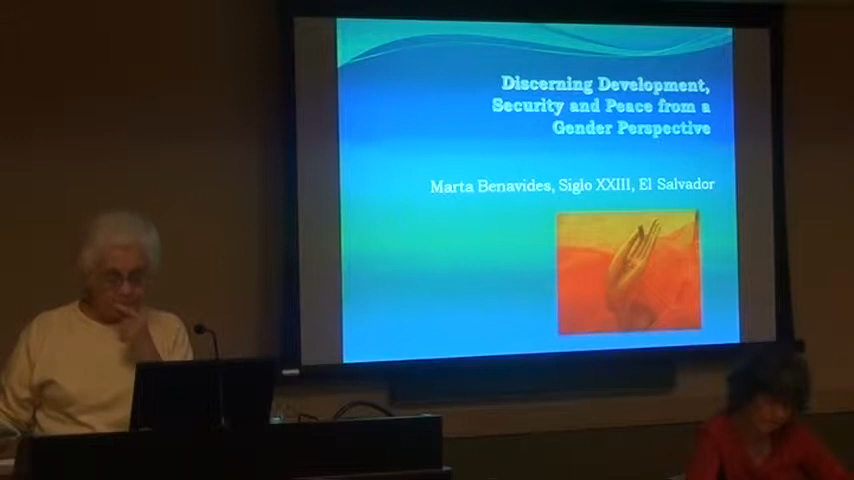 Discerning Development,
Security and Peace from a
Gender Perspective
Marta Benavides, Siglo XXIII, El Salvador